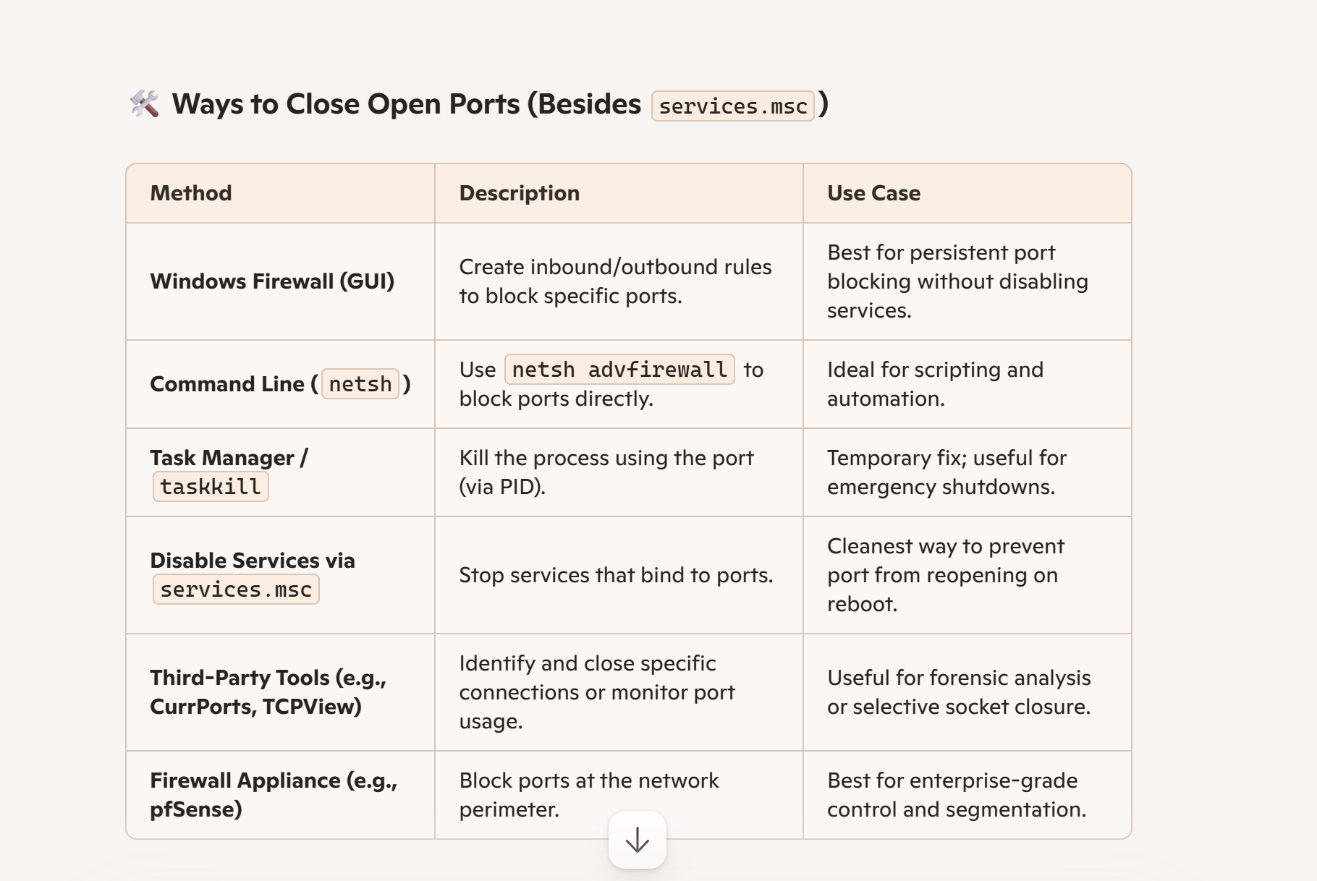 🛠️ Ways to Close Open Ports (Besides services.msc)
Method
Description
Use Case
Windows Firewall (GUI)
Create inbound/outbound rules
to block specific ports.
Best for persistent port
blocking without disabling
services.
Command Line (netsh)
Use netsh advfirewall to
block ports directly.
Ideal for scripting and
automation.
Task Manager /
taskkill
Kill the process using the port
(via PID).
Temporary fix; useful for
emergency shutdowns.
Disable Services via
services.msc
Stop services that bind to ports.
Cleanest way to prevent
port from reopening on
reboot.
Third-Party Tools (e.g.,
CurrPorts, TCPView)
Identify and close specific
connections or monitor port
usage.
Useful for forensic analysis
or selective socket closure.
Firewall Appliance (e.g.,
pfSense)
Block ports at the network
perimeter.
Best for enterprise-grade
control and segmentation.